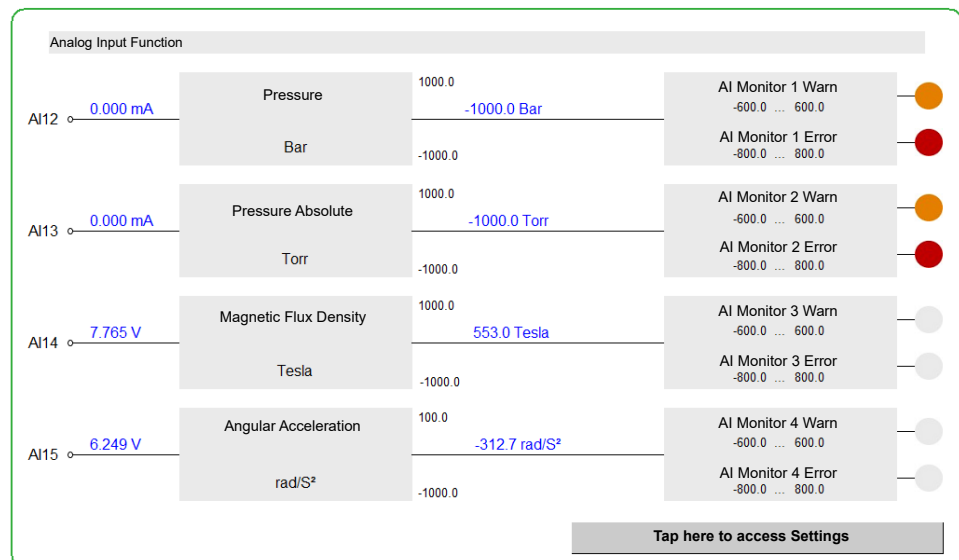 Analog Input Function
AI12
0.000 mA
Pressure
Bar
1000.0
-1000.0 Bar
-1000.0
AI Monitor 1 Warn
-600.0 ... 600.0
AI Monitor 1 Error
-800.0 ... 800.0
AI13
0.000 mA
Pressure Absolute
Torr
1000.0
-1000.0 Torr
-1000.0
AI Monitor 2 Warn
-600.0 ... 600.0
AI Monitor 2 Error
-800.0 ... 800.0
AI14
7.765 V
Magnetic Flux Density
Tesla
1000.0
553.0 Tesla
-1000.0
AI Monitor 3 Warn
-600.0 ... 600.0
AI Monitor 3 Error
-800.0 ... 800.0
AI15
6.249 V
Angular Acceleration
rad/S²
100.0
-312.7 rad/S²
-1000.0
AI Monitor 4 Warn
-600.0 ... 600.0
AI Monitor 4 Error
-800.0 ... 800.0
Tap here to access Settings